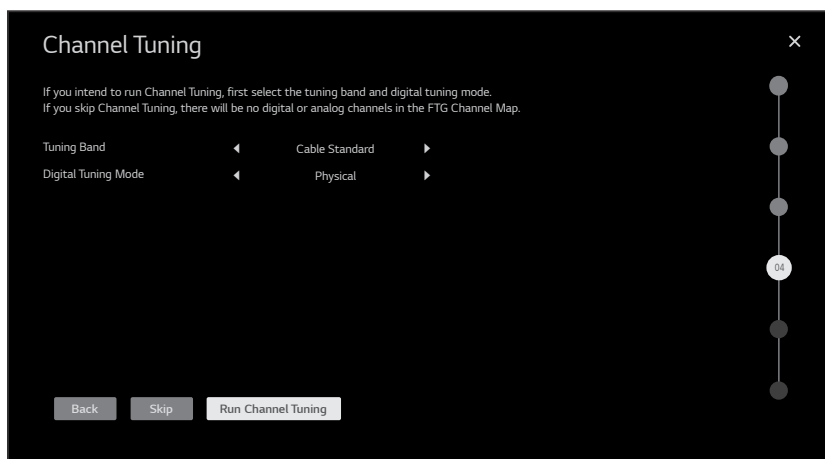 Channel Tuning
If you intend to run Channel Tuning, first select the tuning band and digital tuning mode.
If you skip Channel Tuning, there will be no digital or analog channels in the FTG Channel Map.
Tuning Band
Cable Standard
Digital Tuning Mode
Physical
04
Back
Skip
Run Channel Tuning